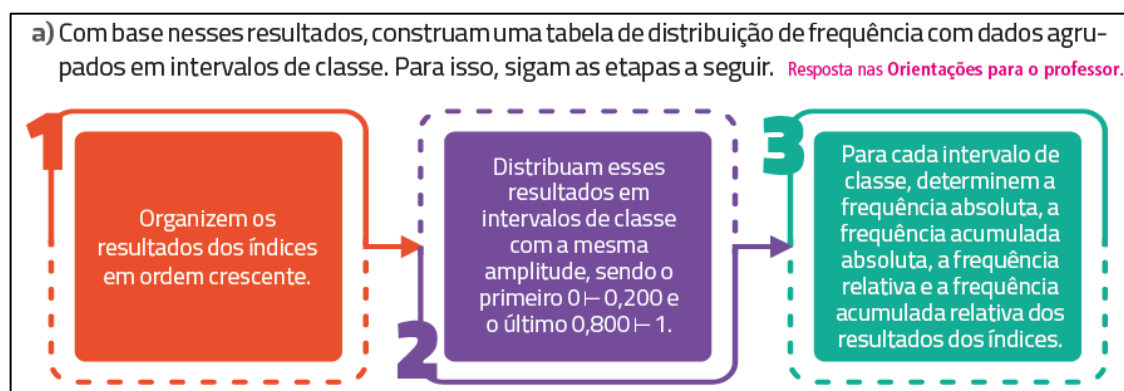 a) Com base nesses resultados, construam uma tabela de distribuição de frequência com dados agru-
pados em intervalos de classe. Para isso, sigam as etapas a seguir. Resposta nas Orientações para o professor.
1
Organizem os
resultados dos índices
em ordem crescente.
2
Distribuam esses
resultados em
intervalos de classe
com a mesma
amplitude, sendo o
primeiro 0 ⊢ 0,200 e
o último 0,800 ⊢ 1.
3
Para cada intervalo de
classe, determinem a
frequência absoluta, a
frequência acumulada
absoluta, a frequência
relativa e a frequência
acumulada relativa dos
resultados dos índices.